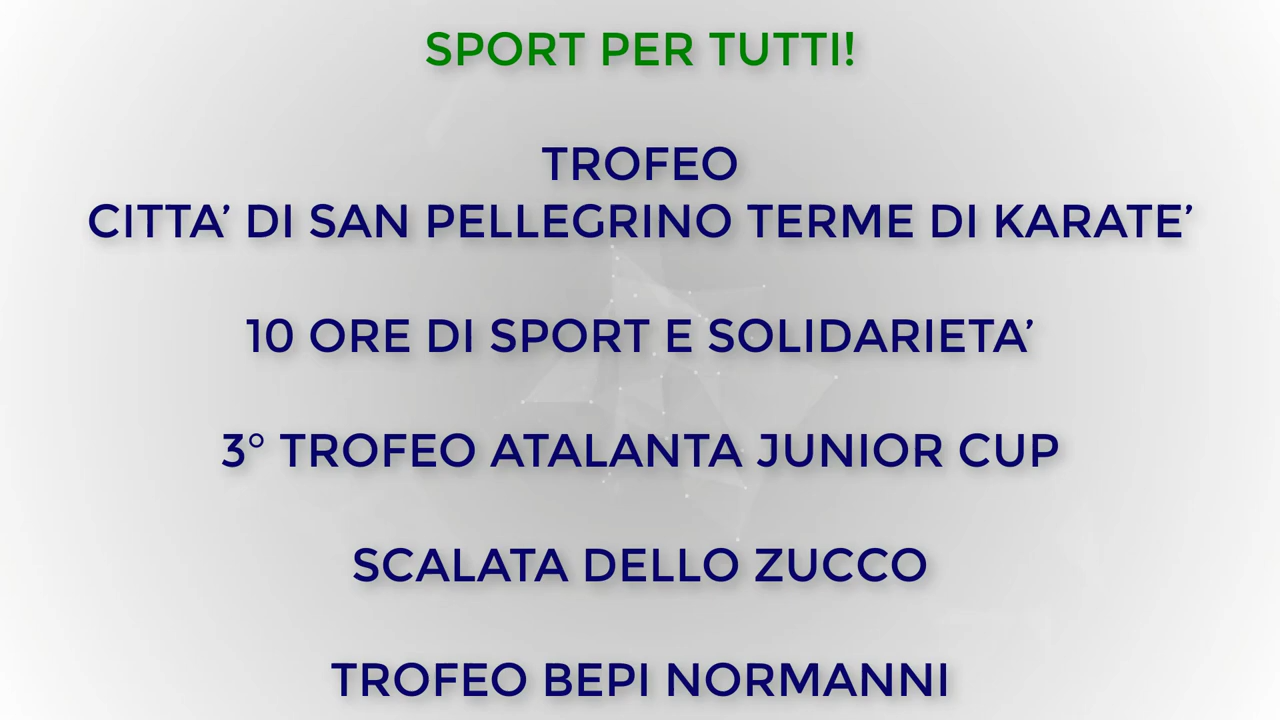 SPORT PER TUTTI!
TROFEO
CITTA’ DI SAN PELLEGRINO TERME DI KARATE’
10 ORE DI SPORT E SOLIDARIETA’
3° TROFEO ATALANTA JUNIOR CUP
SCALATA DELLO ZUCCO
TROFEO BEPI NORMANNI